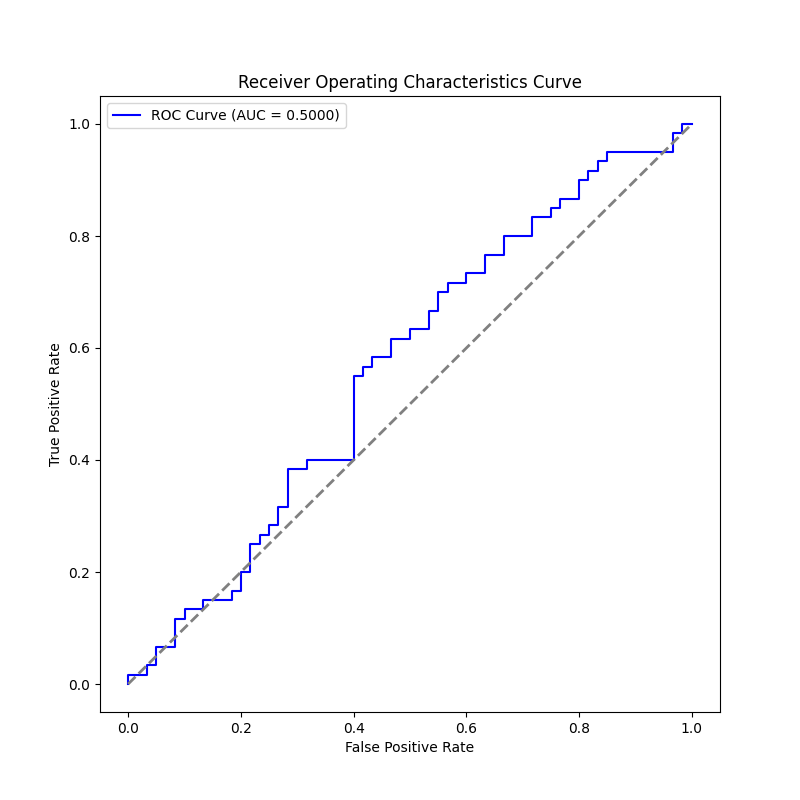 Receiver Operating Characteristics Curve
ROC Curve (AUC = 0.5000)
1.0
0.8
0.6
0.4
0.2
0.0
True Positive Rate
0.0 0.2 0.4 0.6 0.8 1.0
False Positive Rate